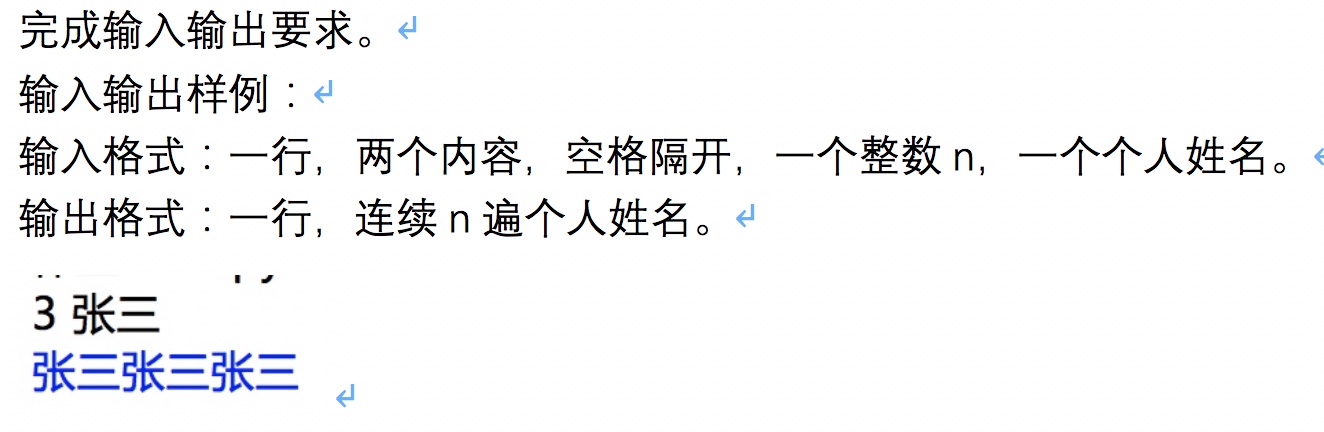 完成输入输出要求。
输入输出样例：
输入格式：一行，两个内容，空格隔开，一个整数 n，一个个人姓名。
输出格式：一行，连续 n 遍个人姓名。
3 张三
张三张三张三